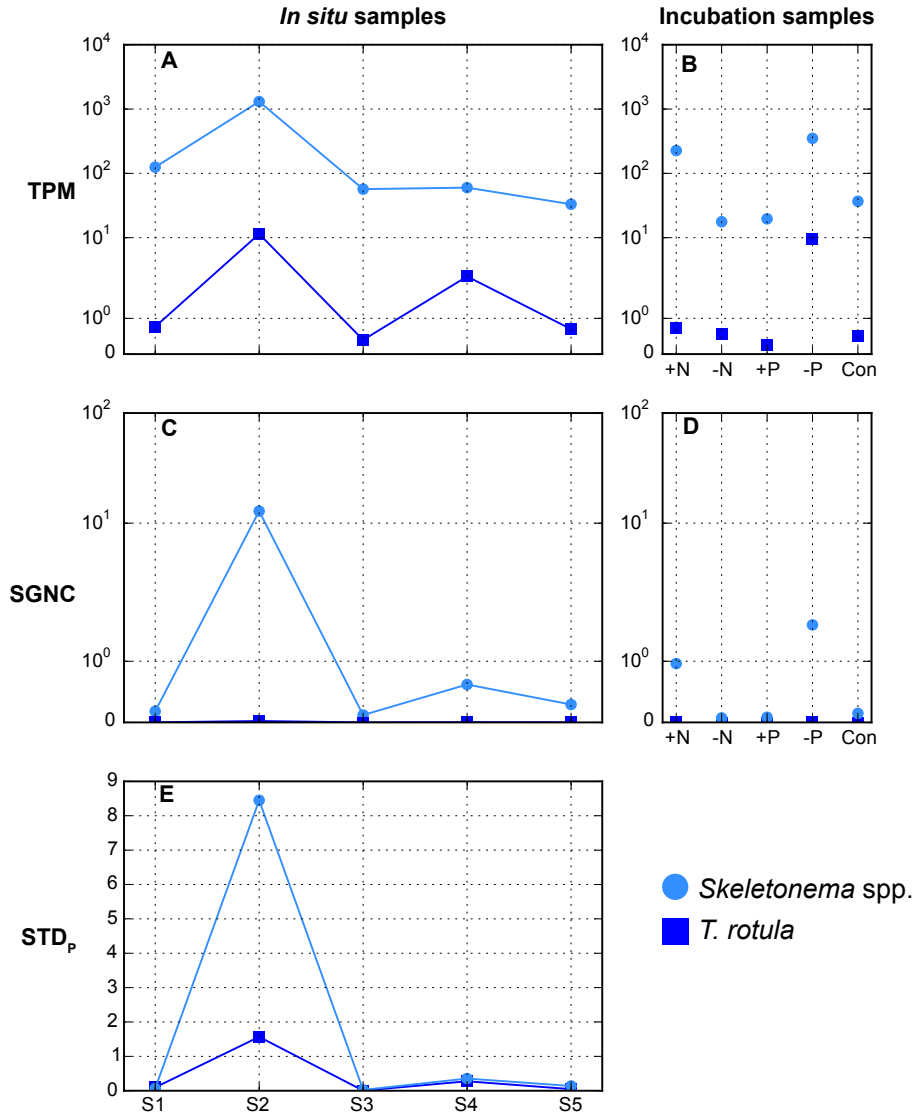 In situ samples
Incubation samples
A
B
TPM
10^4
10^3
10^2
10^1
10^0
0
10^4
10^3
10^2
10^1
10^0
0
+N -N +P -P Con
C
D
SGNC
10^2
10^1
10^0
0
10^2
10^1
10^0
0
+N -N +P -P Con
E
STD_P
9
8
7
6
5
4
3
2
1
0
S1 S2 S3 S4 S5
Skeletonema spp.
T. rotula